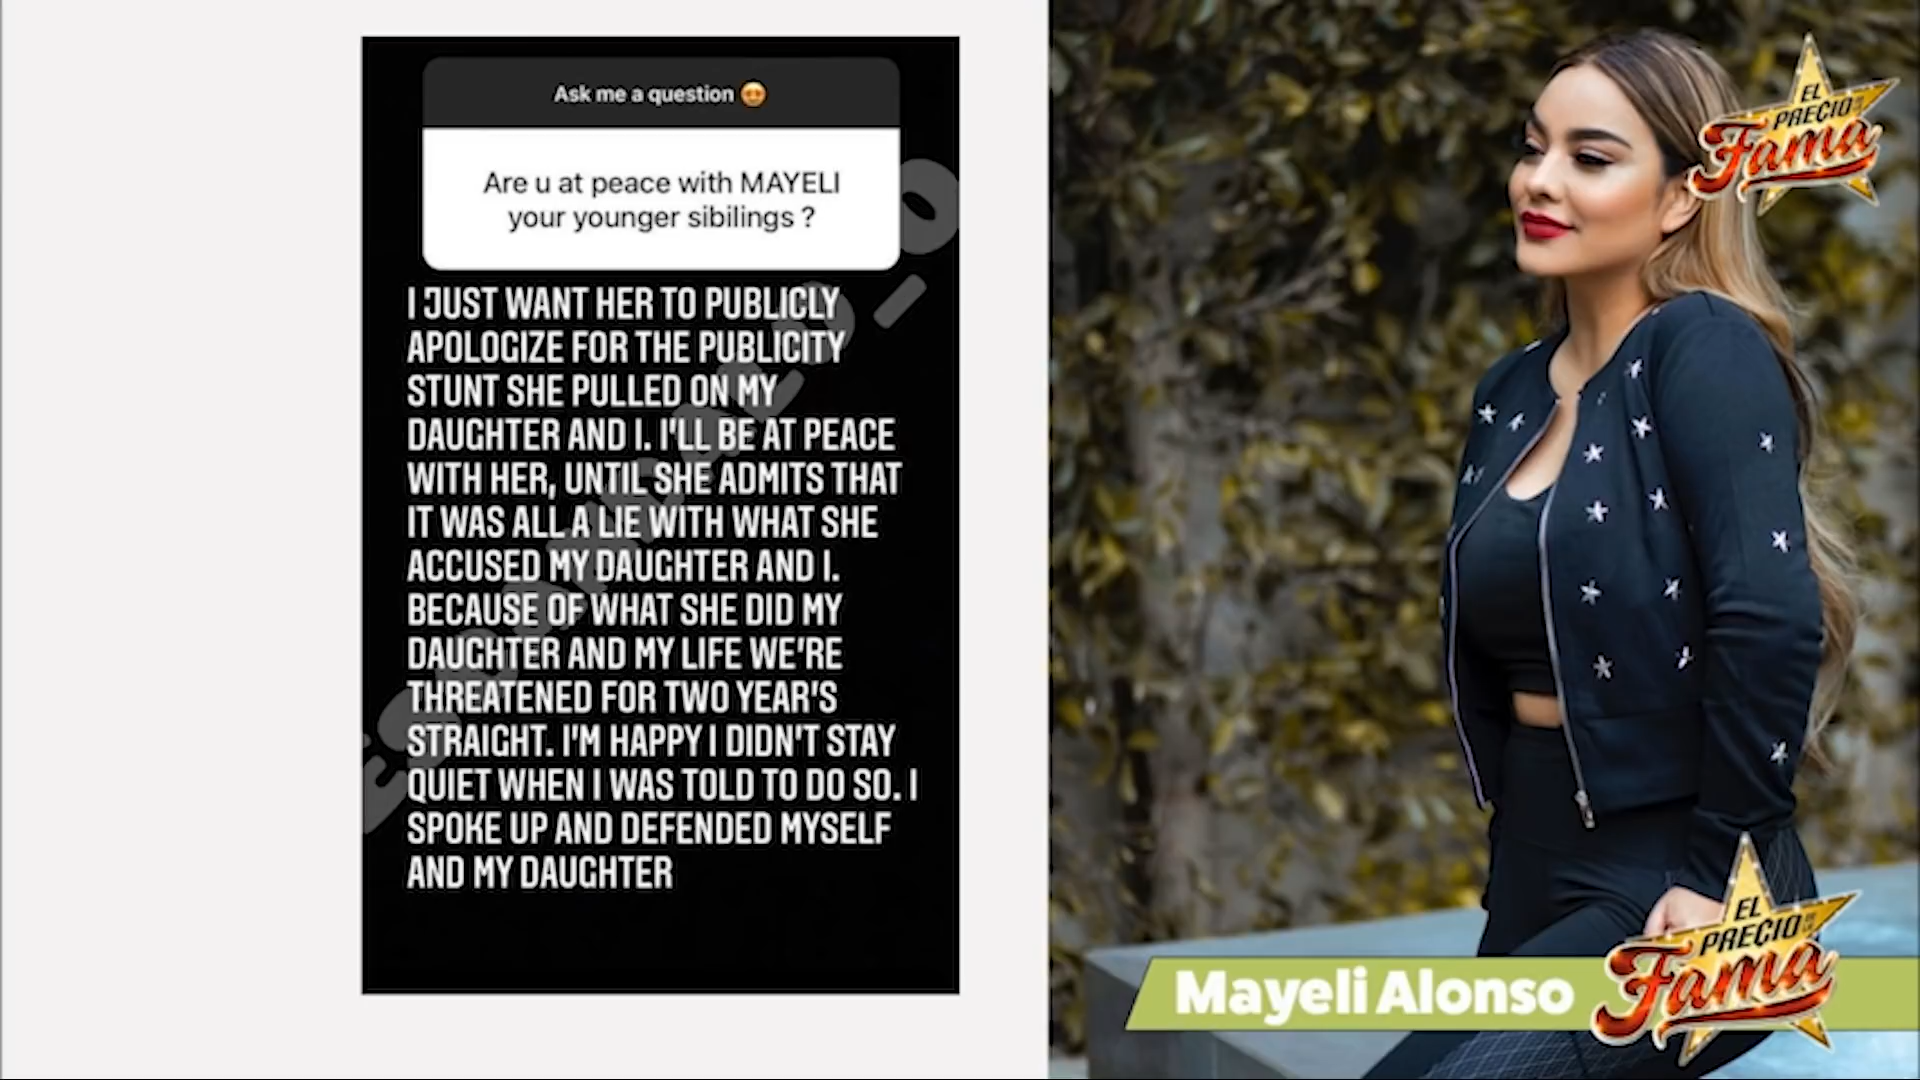 Ask me a question
Are u at peace with MAYELI
your younger sibilings ?
I JUST WANT HER TO PUBLICLY
APOLOGIZE FOR THE PUBLICITY
STUNT SHE PULLED ON MY
DAUGHTER AND I. I'LL BE AT PEACE
WITH HER, UNTIL SHE ADMITS THAT
IT WAS ALL A LIE WITH WHAT SHE
ACCUSED MY DAUGHTER AND I.
BECAUSE OF WHAT SHE DID MY
DAUGHTER AND MY LIFE WE'RE
THREATENED FOR TWO YEAR'S
STRAIGHT. I'M HAPPY I DIDN'T STAY
QUIET WHEN I WAS TOLD TO DO SO. I
SPOKE UP AND DEFENDED MYSELF
AND MY DAUGHTER
EL
PRECIO DE LA
Fama
Mayeli Alonso
EL
PRECIO DE LA
Fama